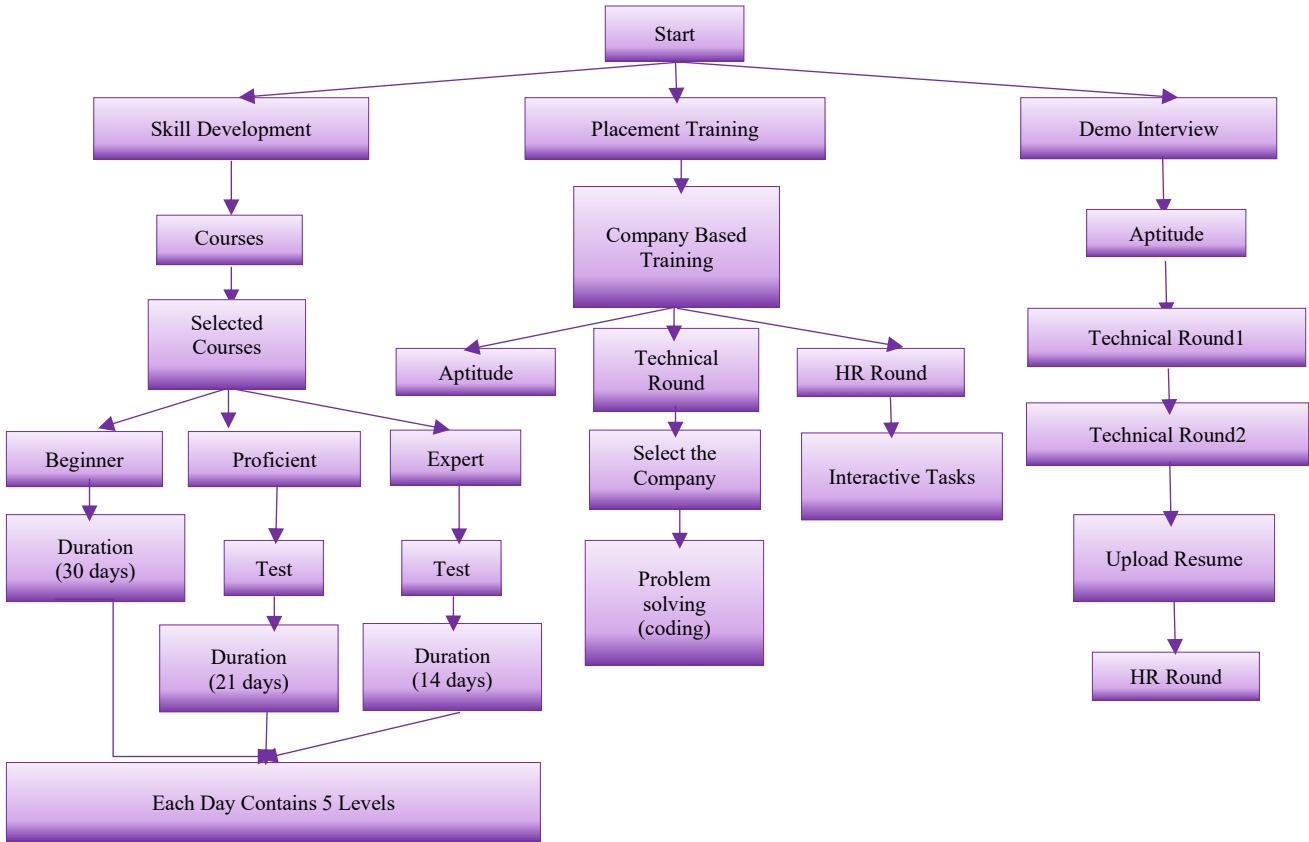 Start
Skill Development
Placement Training
Demo Interview
Courses
Company Based
Training
Aptitude
Selected
Courses
Aptitude
Technical
Round
HR Round
Technical Round1
Beginner
Proficient
Expert
Select the
Company
Interactive Tasks
Technical Round2
Duration
(30 days)
Test
Test
Problem
solving
(coding)
Upload Resume
Duration
(21 days)
Duration
(14 days)
HR Round
Each Day Contains 5 Levels